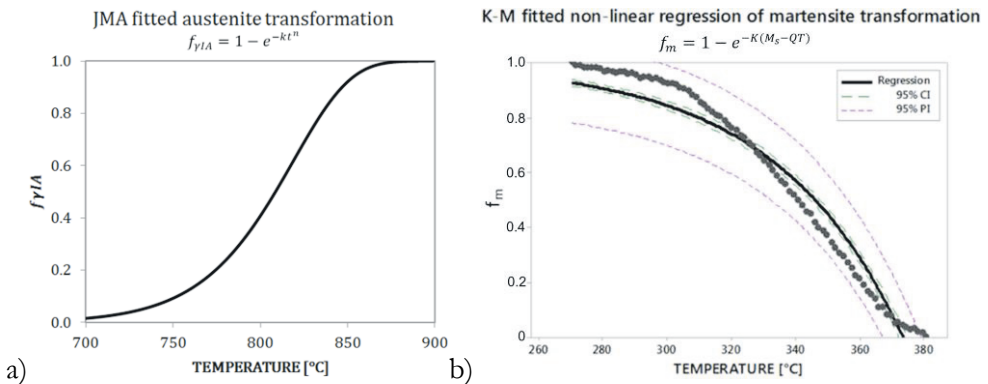 JMA fitted austenite transformation
f_{γIA} = 1 − e^{−kt^n}
1.0
0.8
0.6
0.4
0.2
0.0
fγIA
700
750
800
850
900
TEMPERATURE [°C]
a)
K-M fitted non-linear regression of martensite transformation
f_m = 1 − e^{−K(M_s−QT)}
1.0
0.8
0.6
0.4
0.2
0
f_m
Regression
95% CI
95% PI
260
280
300
320
340
360
380
TEMPERATURE [°C]
b)